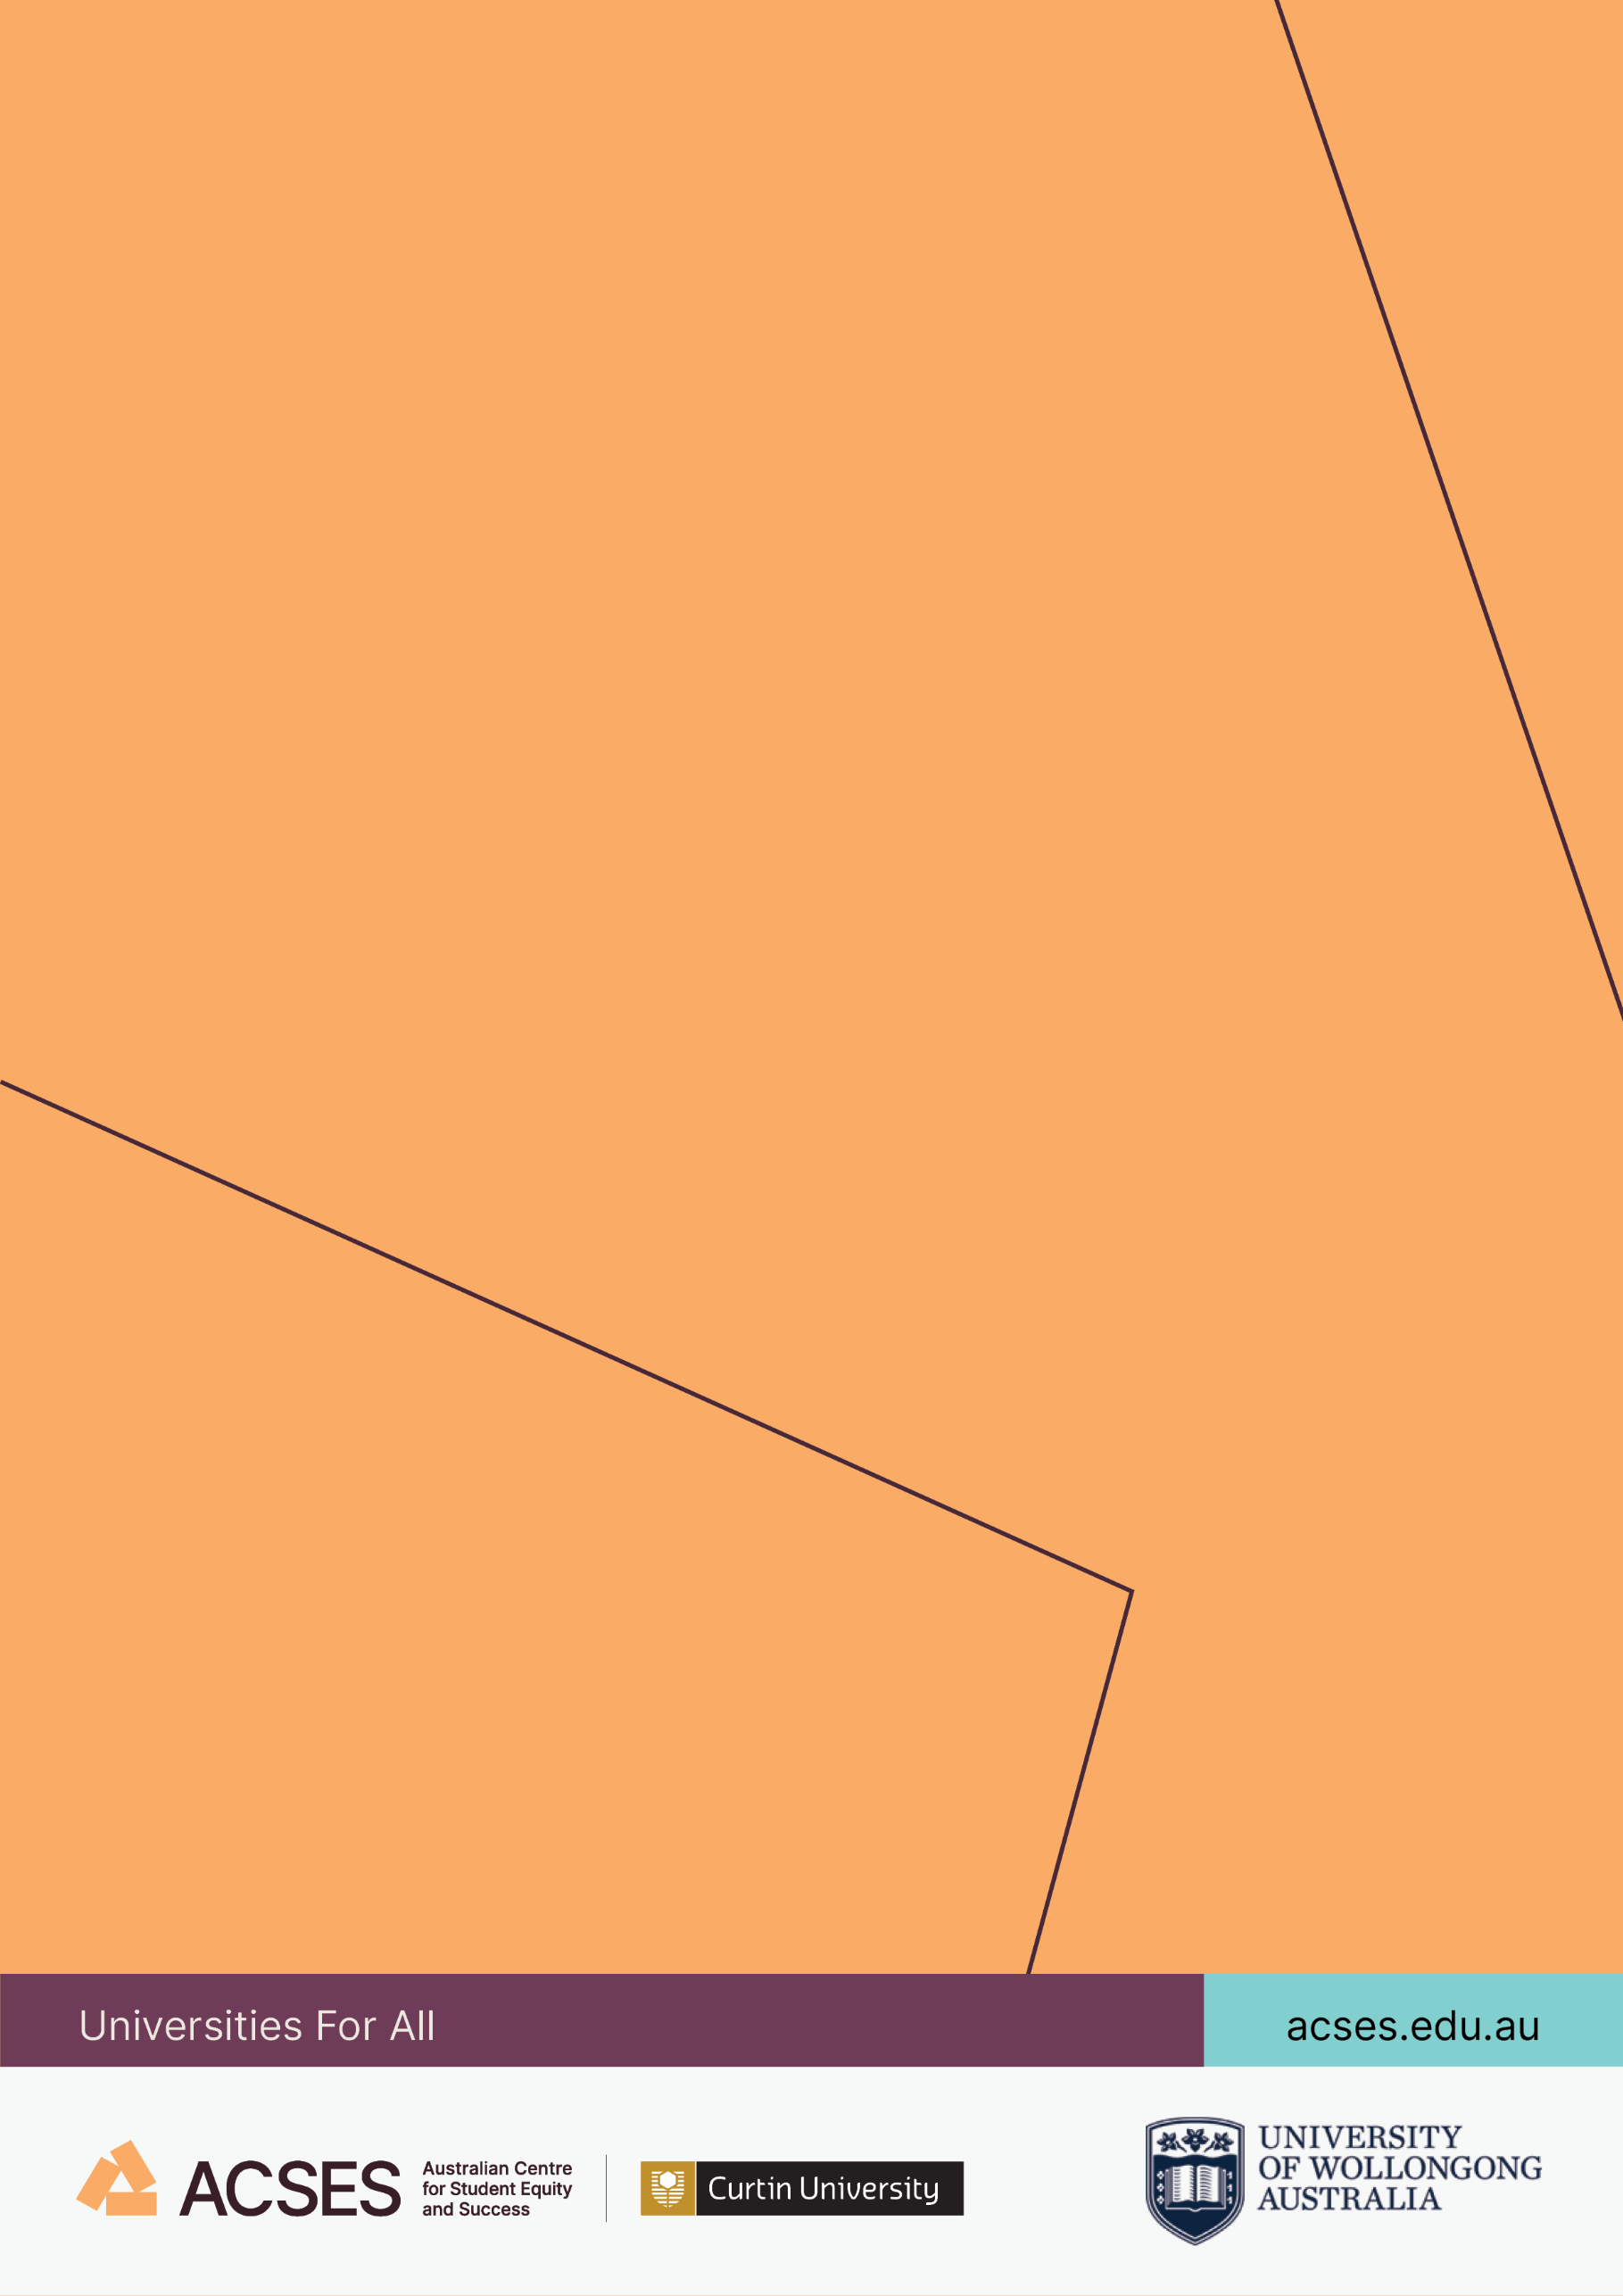 Universities For All
acses.edu.au
ACSES
Australian Centre
for Student Equity
and Success
Curtin University
UNIVERSITY
OF WOLLONGONG
AUSTRALIA